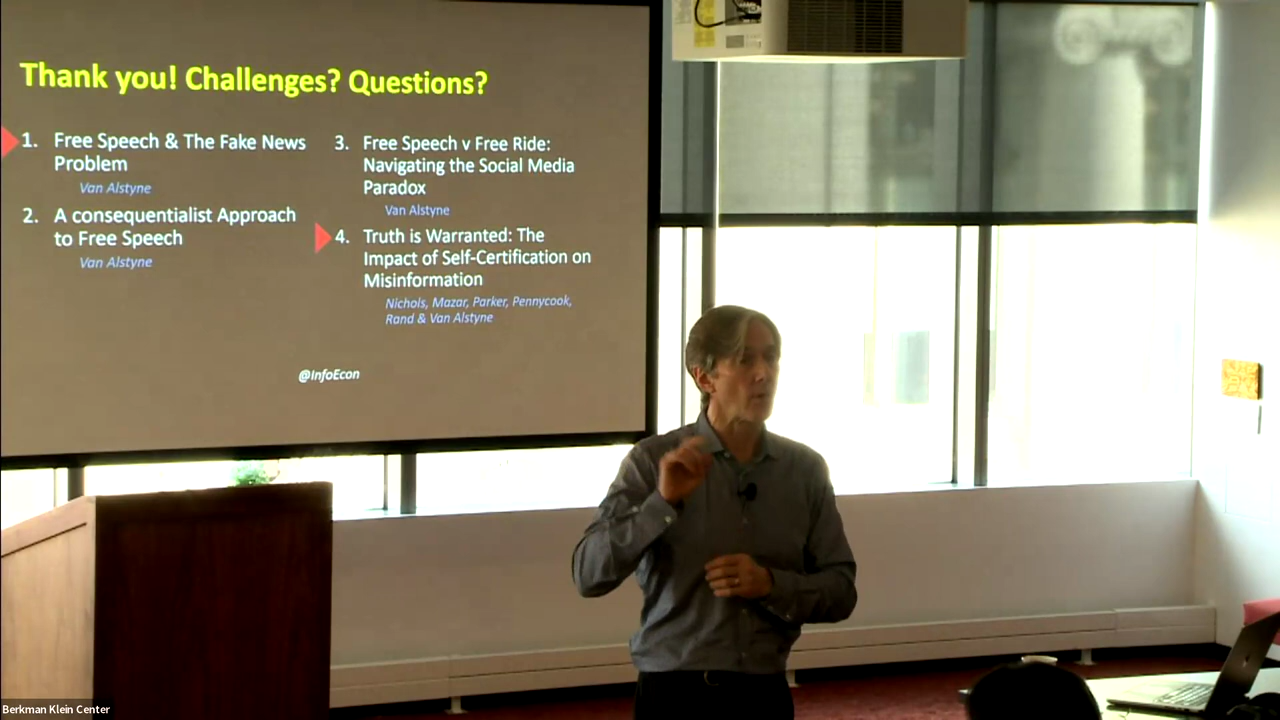 Thank you! Challenges? Questions?
1. Free Speech & The Fake News
Problem
Van Alstyne
2. A consequentialist Approach
to Free Speech
Van Alstyne
3. Free Speech v Free Ride:
Navigating the Social Media
Paradox
Van Alstyne
4. Truth is Warranted: The
Impact of Self-Certification on
Misinformation
Nichols, Mazar, Parker, Pennycook,
Rand & Van Alstyne
@InfoEcon
Berkman Klein Center